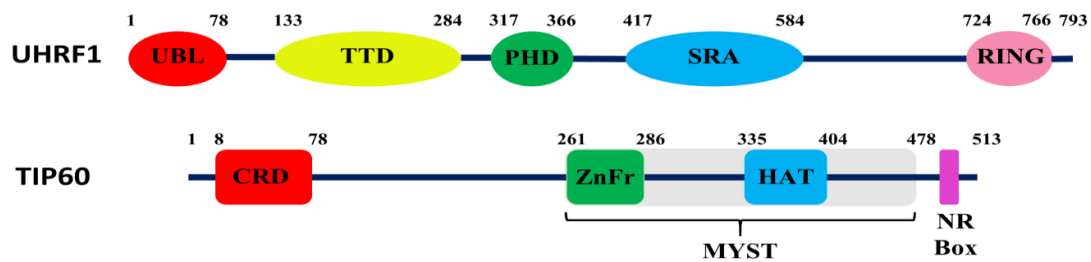 1 78 133 284 317 366 417 584 724 766 793
UHRF1 UBL TTD PHD SRA RING
1 8 78 261 286 335 404 478 513
TIP60 CRD ZnFr HAT
MYST
NR
Box